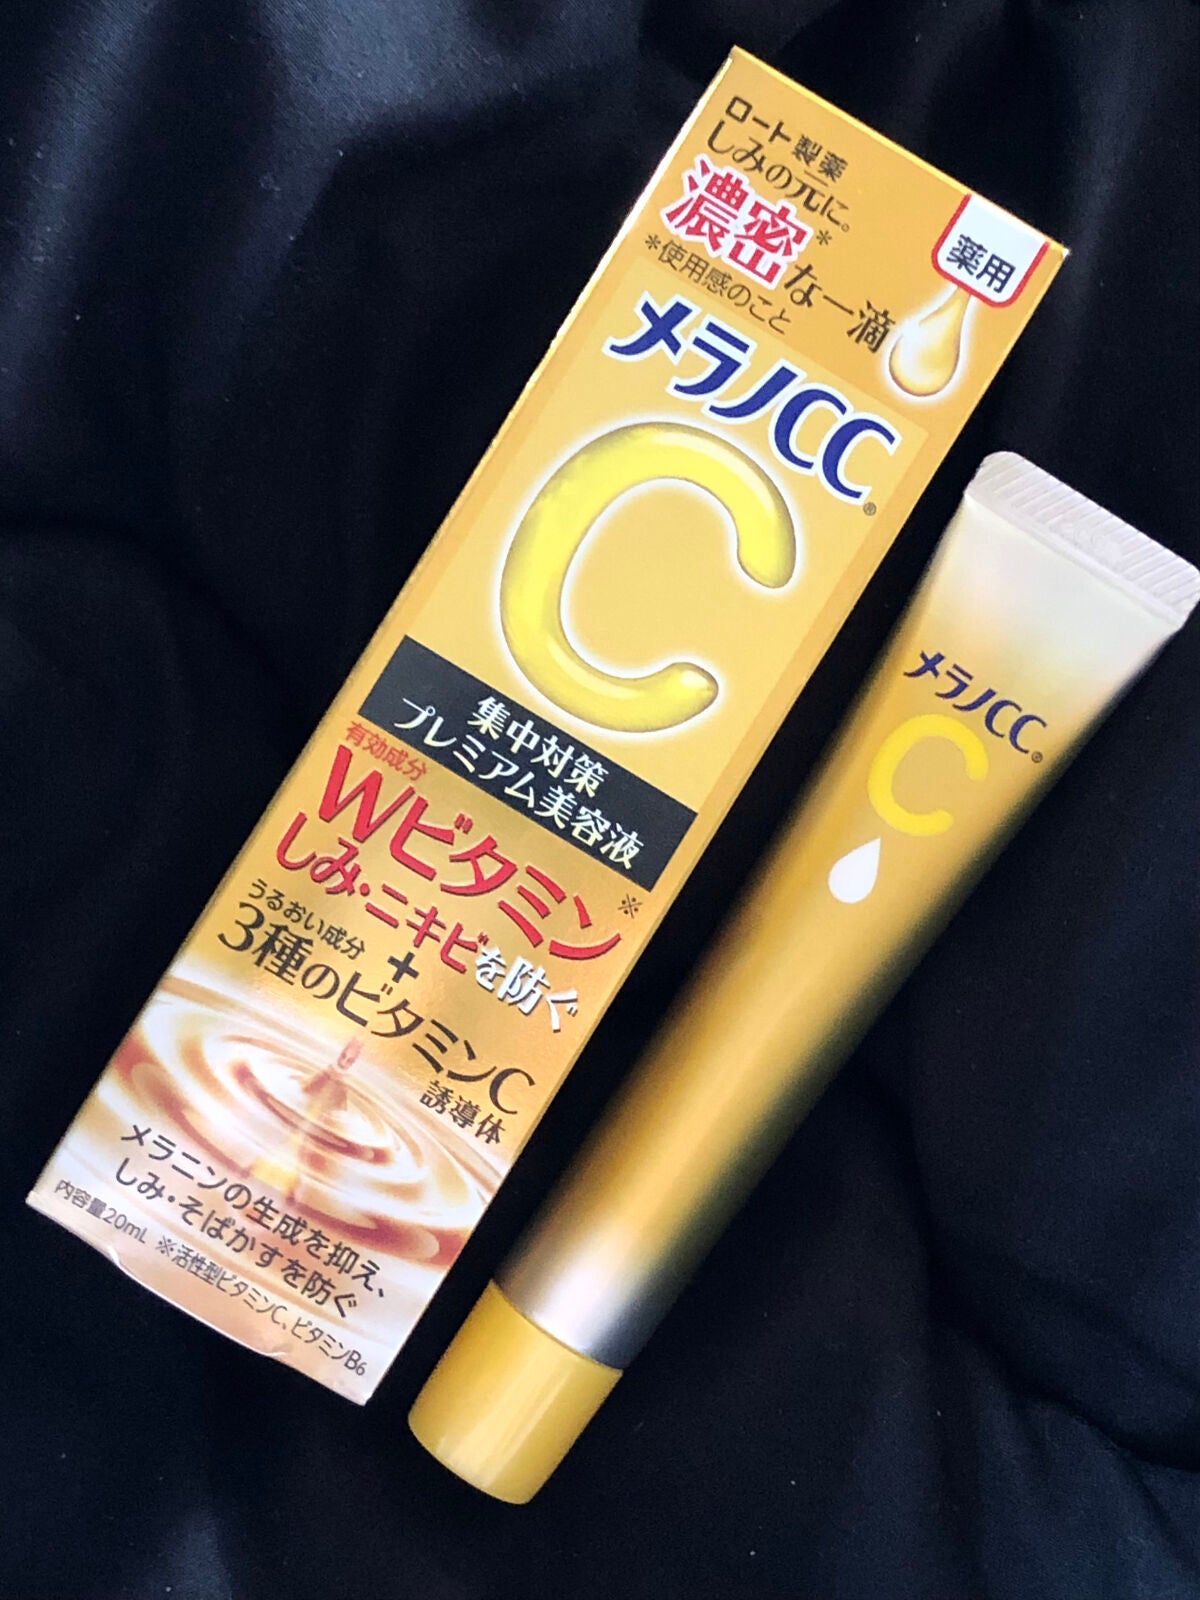 ロート製薬
しみの元に。
濃密*な一滴
*使用感のこと
薬用
メラノCC®
C
集中対策
プレミアム美容液
有効成分
Wビタミン※
しみ・ニキビを防ぐ
+
うるおい成分
3種のビタミンC
誘導体
メラニンの生成を抑え、
しみ・そばかすを防ぐ
内容量20mL ※活性型ビタミンC、ビタミンB6
メラノCC®
C